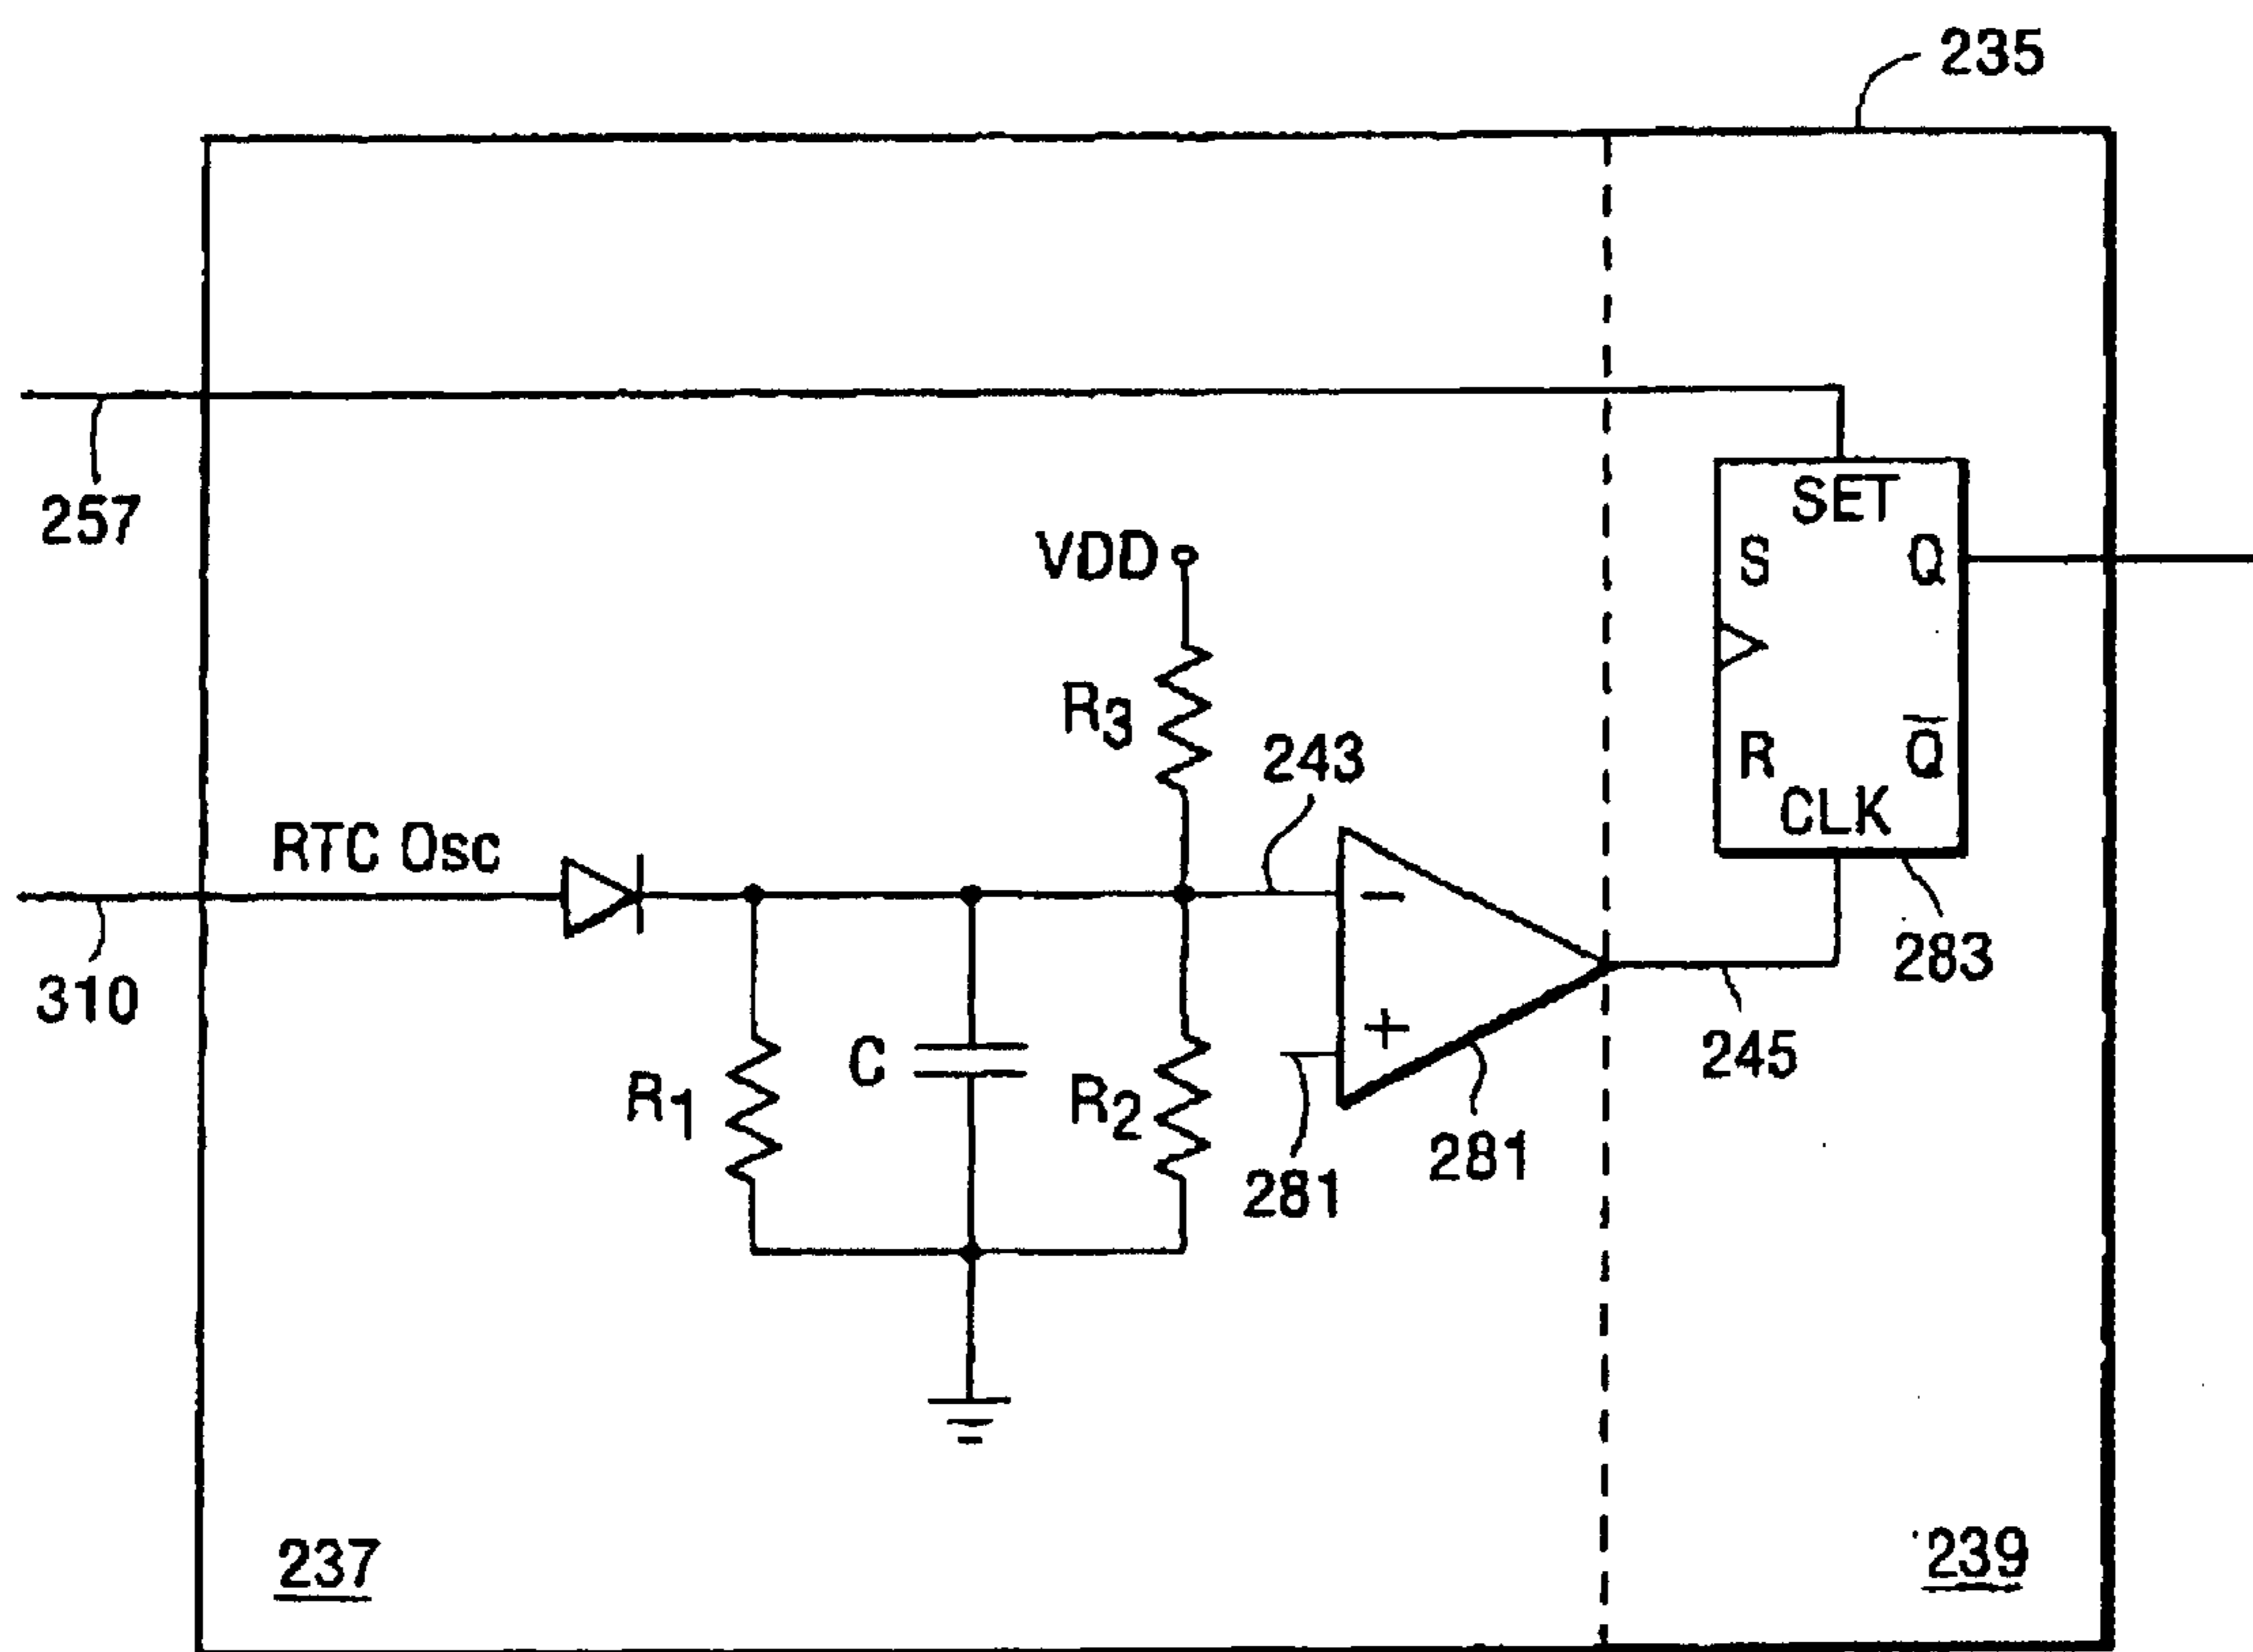 235
257
SET
S Q
VDD
R3
R Q̅
CLK
243
RTC Osc
310
283
245
C
R1
R2
281
281
237
239